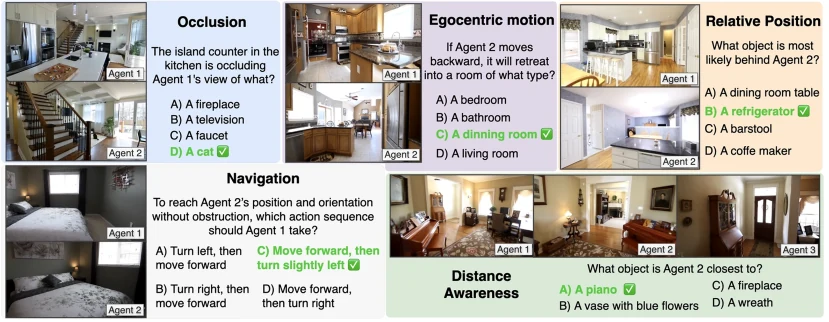 Occlusion
The island counter in the
kitchen is occluding
Agent 1's view of what?
A) A fireplace
B) A television
C) A faucet
D) A cat
Agent 1
Agent 2
Egocentric motion
If Agent 2 moves
backward, it will retreat
into a room of what type?
A) A bedroom
B) A bathroom
C) A dinning room
D) A living room
Agent 1
Agent 2
Relative Position
What object is most
likely behind Agent 2?
A) A dining room table
B) A refrigerator
C) A barstool
D) A coffe maker
Agent 1
Agent 2
Navigation
To reach Agent 2's position and orientation
without obstruction, which action sequence
should Agent 1 take?
A) Turn left, then
move forward
C) Move forward, then
turn slightly left
B) Turn right, then
move forward
D) Move forward,
then turn right
Agent 1
Agent 2
Agent 1
Agent 2
Agent 3
Distance
Awareness
What object is Agent 2 closest to?
A) A piano
B) A vase with blue flowers
C) A fireplace
D) A wreath